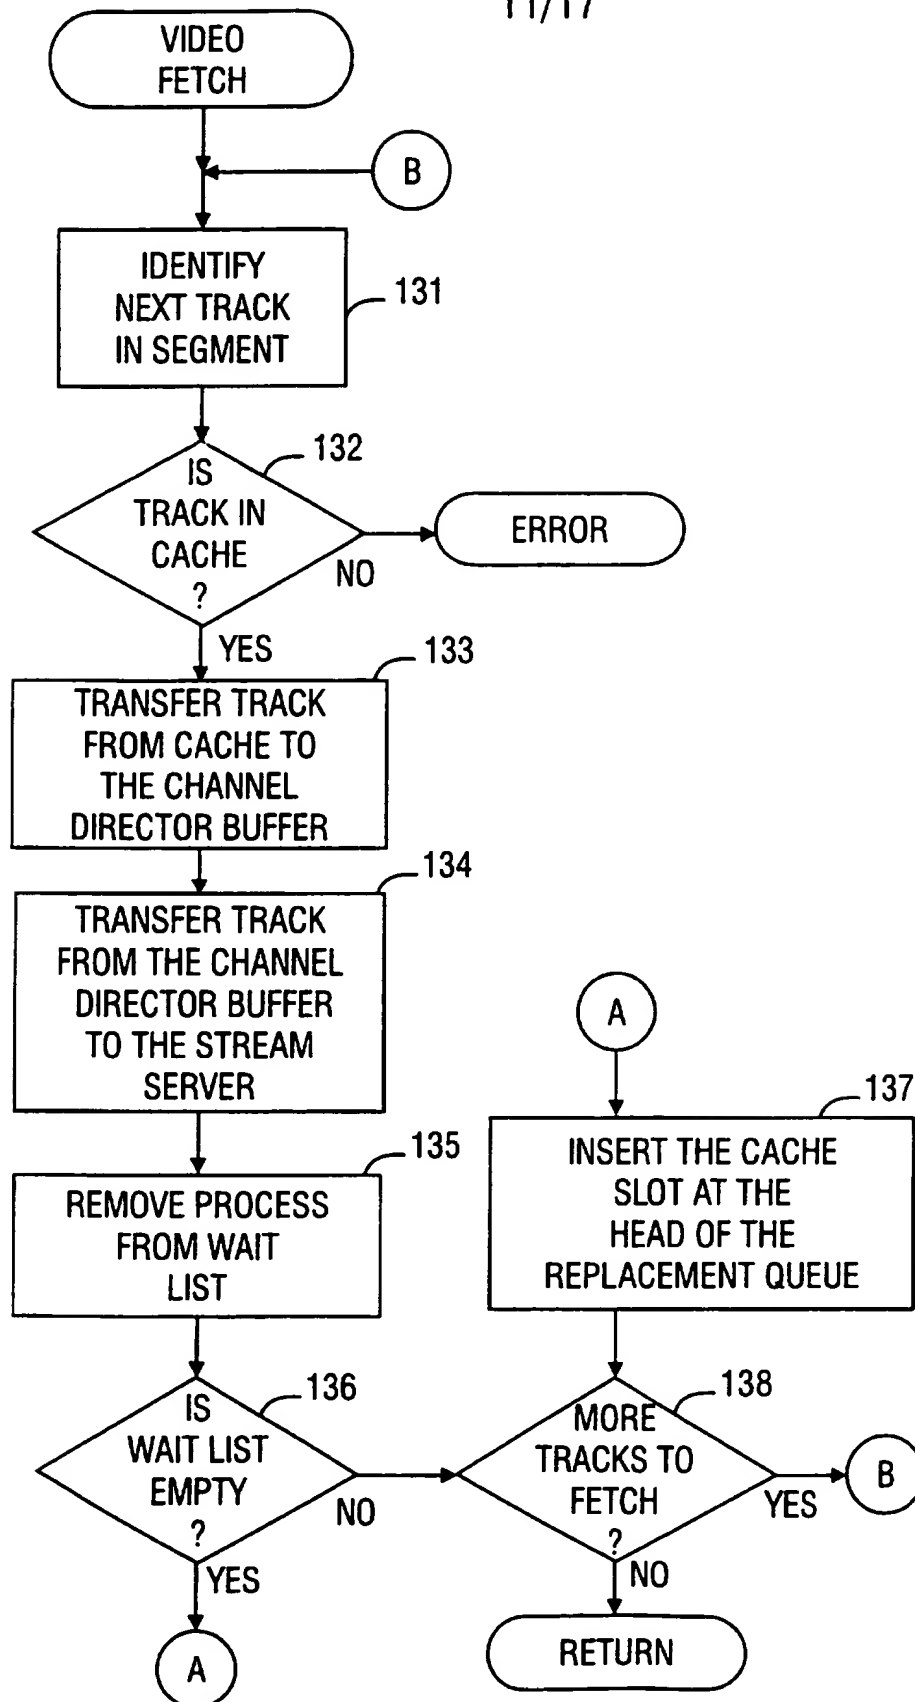 11/17
VIDEO
FETCH
B
IDENTIFY
NEXT TRACK
IN SEGMENT
131
132
IS
TRACK IN
CACHE
?
NO
ERROR
YES
133
TRANSFER TRACK
FROM CACHE TO
THE CHANNEL
DIRECTOR BUFFER
134
TRANSFER TRACK
FROM THE CHANNEL
DIRECTOR BUFFER
TO THE STREAM
SERVER
135
REMOVE PROCESS
FROM WAIT
LIST
136
IS
WAIT LIST
EMPTY
?
NO
YES
A
A
137
INSERT THE CACHE
SLOT AT THE
HEAD OF THE
REPLACEMENT QUEUE
138
MORE
TRACKS TO
FETCH
?
YES
B
NO
RETURN